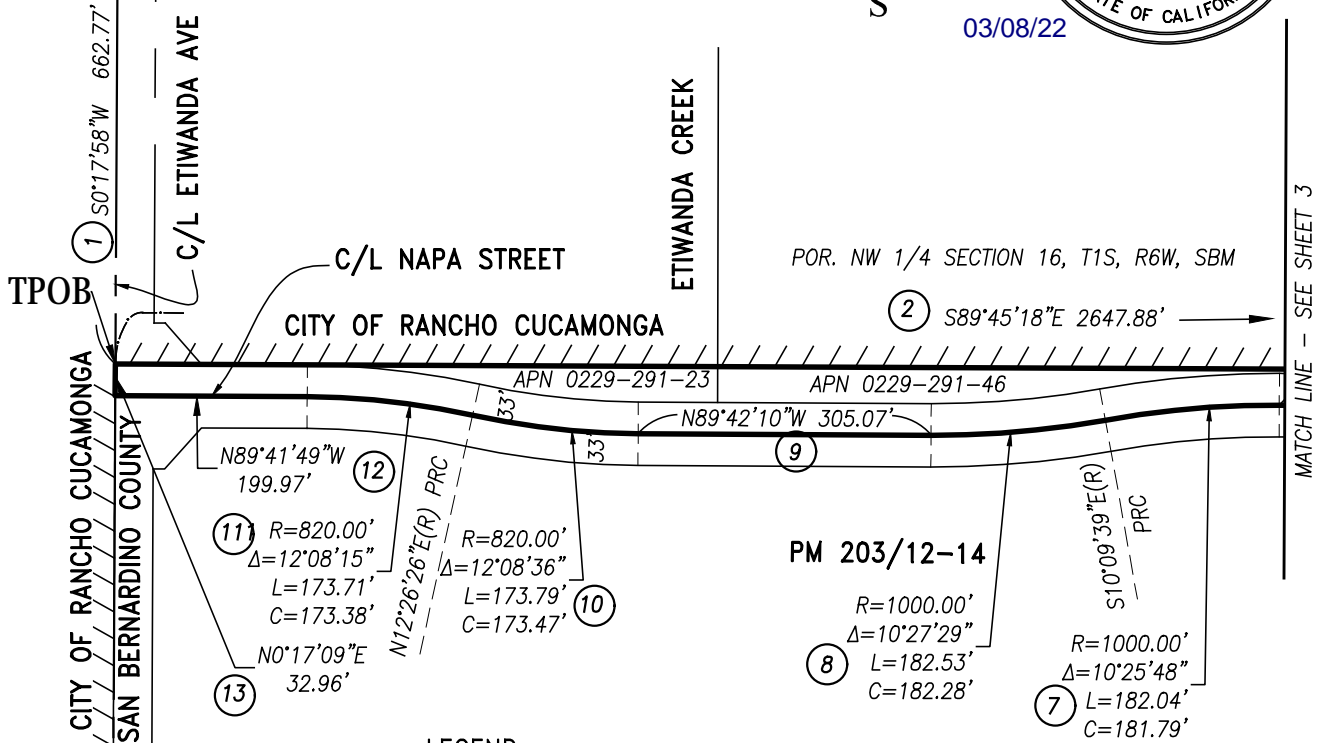 S
ATE OF CALIFOR
03/08/22
1 S0°17'58"W 662.77'
C/L ETIWANDA AVE
ETIWANDA CREEK
C/L NAPA STREET
POR. NW 1/4 SECTION 16, T1S, R6W, SBM
TPOB
2 S89°45'18"E 2647.88'
CITY OF RANCHO CUCAMONGA
MATCH LINE - SEE SHEET 3
APN 0229-291-23
APN 0229-291-46
33'
33'
N89°42'10"W 305.07'
9
CITY OF RANCHO CUCAMONGA
SAN BERNARDINO COUNTY
N89°41'49"W
199.97'
12
111 R=820.00'
Δ=12°08'15"
L=173.71'
C=173.38'
N12°26'26"E(R) PRC
R=820.00'
Δ=12°08'36"
L=173.79'
C=173.47'
10
PM 203/12-14
S10°09'39"E(R)
PRC
R=1000.00'
Δ=10°27'29"
8 L=182.53'
C=182.28'
R=1000.00'
Δ=10°25'48"
7 L=182.04'
C=181.79'
N0°17'09"E
32.96'
13
LEGEND